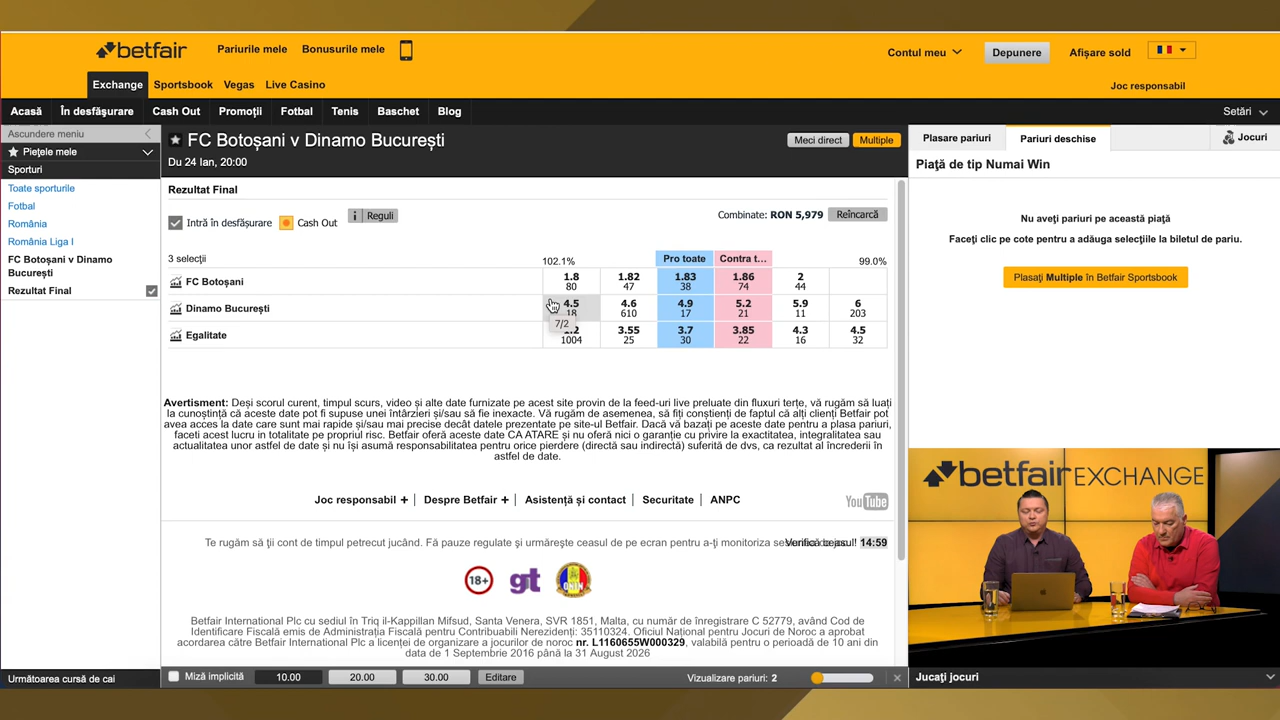 betfair
Pariurile mele
Bonusurile mele
Contul meu
Depunere
Afișare sold
Exchange
Sportsbook
Vegas
Live Casino
Joc responsabil
Acasă
În desfășurare
Cash Out
Promoții
Fotbal
Tenis
Baschet
Blog
Setări
Ascundere meniu
Piețele mele
Sporturi
Toate sporturile
Fotbal
România
România Liga I
FC Botoșani v Dinamo
București
Rezultat Final
FC Botoșani v Dinamo București
Du 24 Ian, 20:00
Meci direct
Multiple
Rezultat Final
Intră în desfășurare
Cash Out
i Reguli
Combinate: RON 5,979
Reîncarcă
3 selecții
102.1%
Pro toate
Contra t...
99.0%
FC Botoșani
1.8 1.82 1.83 1.86 2
80 47 38 74 44
Dinamo București
4.5 4.6 4.9 5.2 5.9 6
18 610 17 21 11 203
7/2
Egalitate
3.55 3.7 3.85 4.3 4.5
1004 25 30 22 16 32
Avertisment: Deși scorul curent, timpul scurs, video și alte date furnizate pe acest site provin de la feed-uri live preluate din fluxuri terțe, vă rugăm să luați
la cunoștință că aceste date pot fi supuse unei întârzieri și/sau să fie inexacte. Vă rugăm de asemenea, să fiți conștienți de faptul că alți clienți Betfair pot
avea acces la date care sunt mai rapide și/sau mai precise decât datele prezentate pe site-ul Betfair. Dacă vă bazați pe aceste date pentru a plasa pariuri,
faceti acest lucru in totalitate pe propriul risc. Betfair oferă aceste date CA ATARE și nu oferă nici o garanție cu privire la exactitatea, integralitatea sau
actualitatea unor astfel de date și nu își asumă responsabilitatea pentru orice pierdere (directă sau indirectă) suferită de dvs, ca rezultat al încrederii în
astfel de date.
Joc responsabil +
Despre Betfair +
Asistență și contact
Securitate
ANPC
YouTube
Te rugăm să ţii cont de timpul petrecut jucând. Fă pauze regulate şi urmăreşte ceasul de pe ecran pentru a-ţi monitoriza
Verifică ceasul! 14:59
18+
gt
ONJN
Betfair International Plc cu sediul în Triq il-Kappillan Mifsud, Santa Venera, SVR 1851, Malta, cu număr de înregistrare C 52779, având Cod de
Identificare Fiscală emis de Administrația Fiscală pentru Contribuabili Nerezidenți: 35110324. Oficiul Național pentru Jocuri de Noroc a aprobat
acordarea către Betfair International Plc a licenței de organizare a jocurilor de noroc nr. L1160655W000329, valabilă pentru o perioadă de 10 ani din
data de 1 Septembrie 2016 până la 31 August 2026
Următoarea cursă de cai
Miză implicită
10.00
20.00
30.00
Editare
Vizualizare pariuri: 2
Plasare pariuri
Pariuri deschise
Jocuri
Piaţă de tip Numai Win
Nu aveţi pariuri pe această piaţă
Faceţi clic pe cote pentru a adăuga selecţiile la biletul de pariu.
Plasaţi Multiple în Betfair Sportsbook
betfair EXCHANGE
Jucaţi jocuri